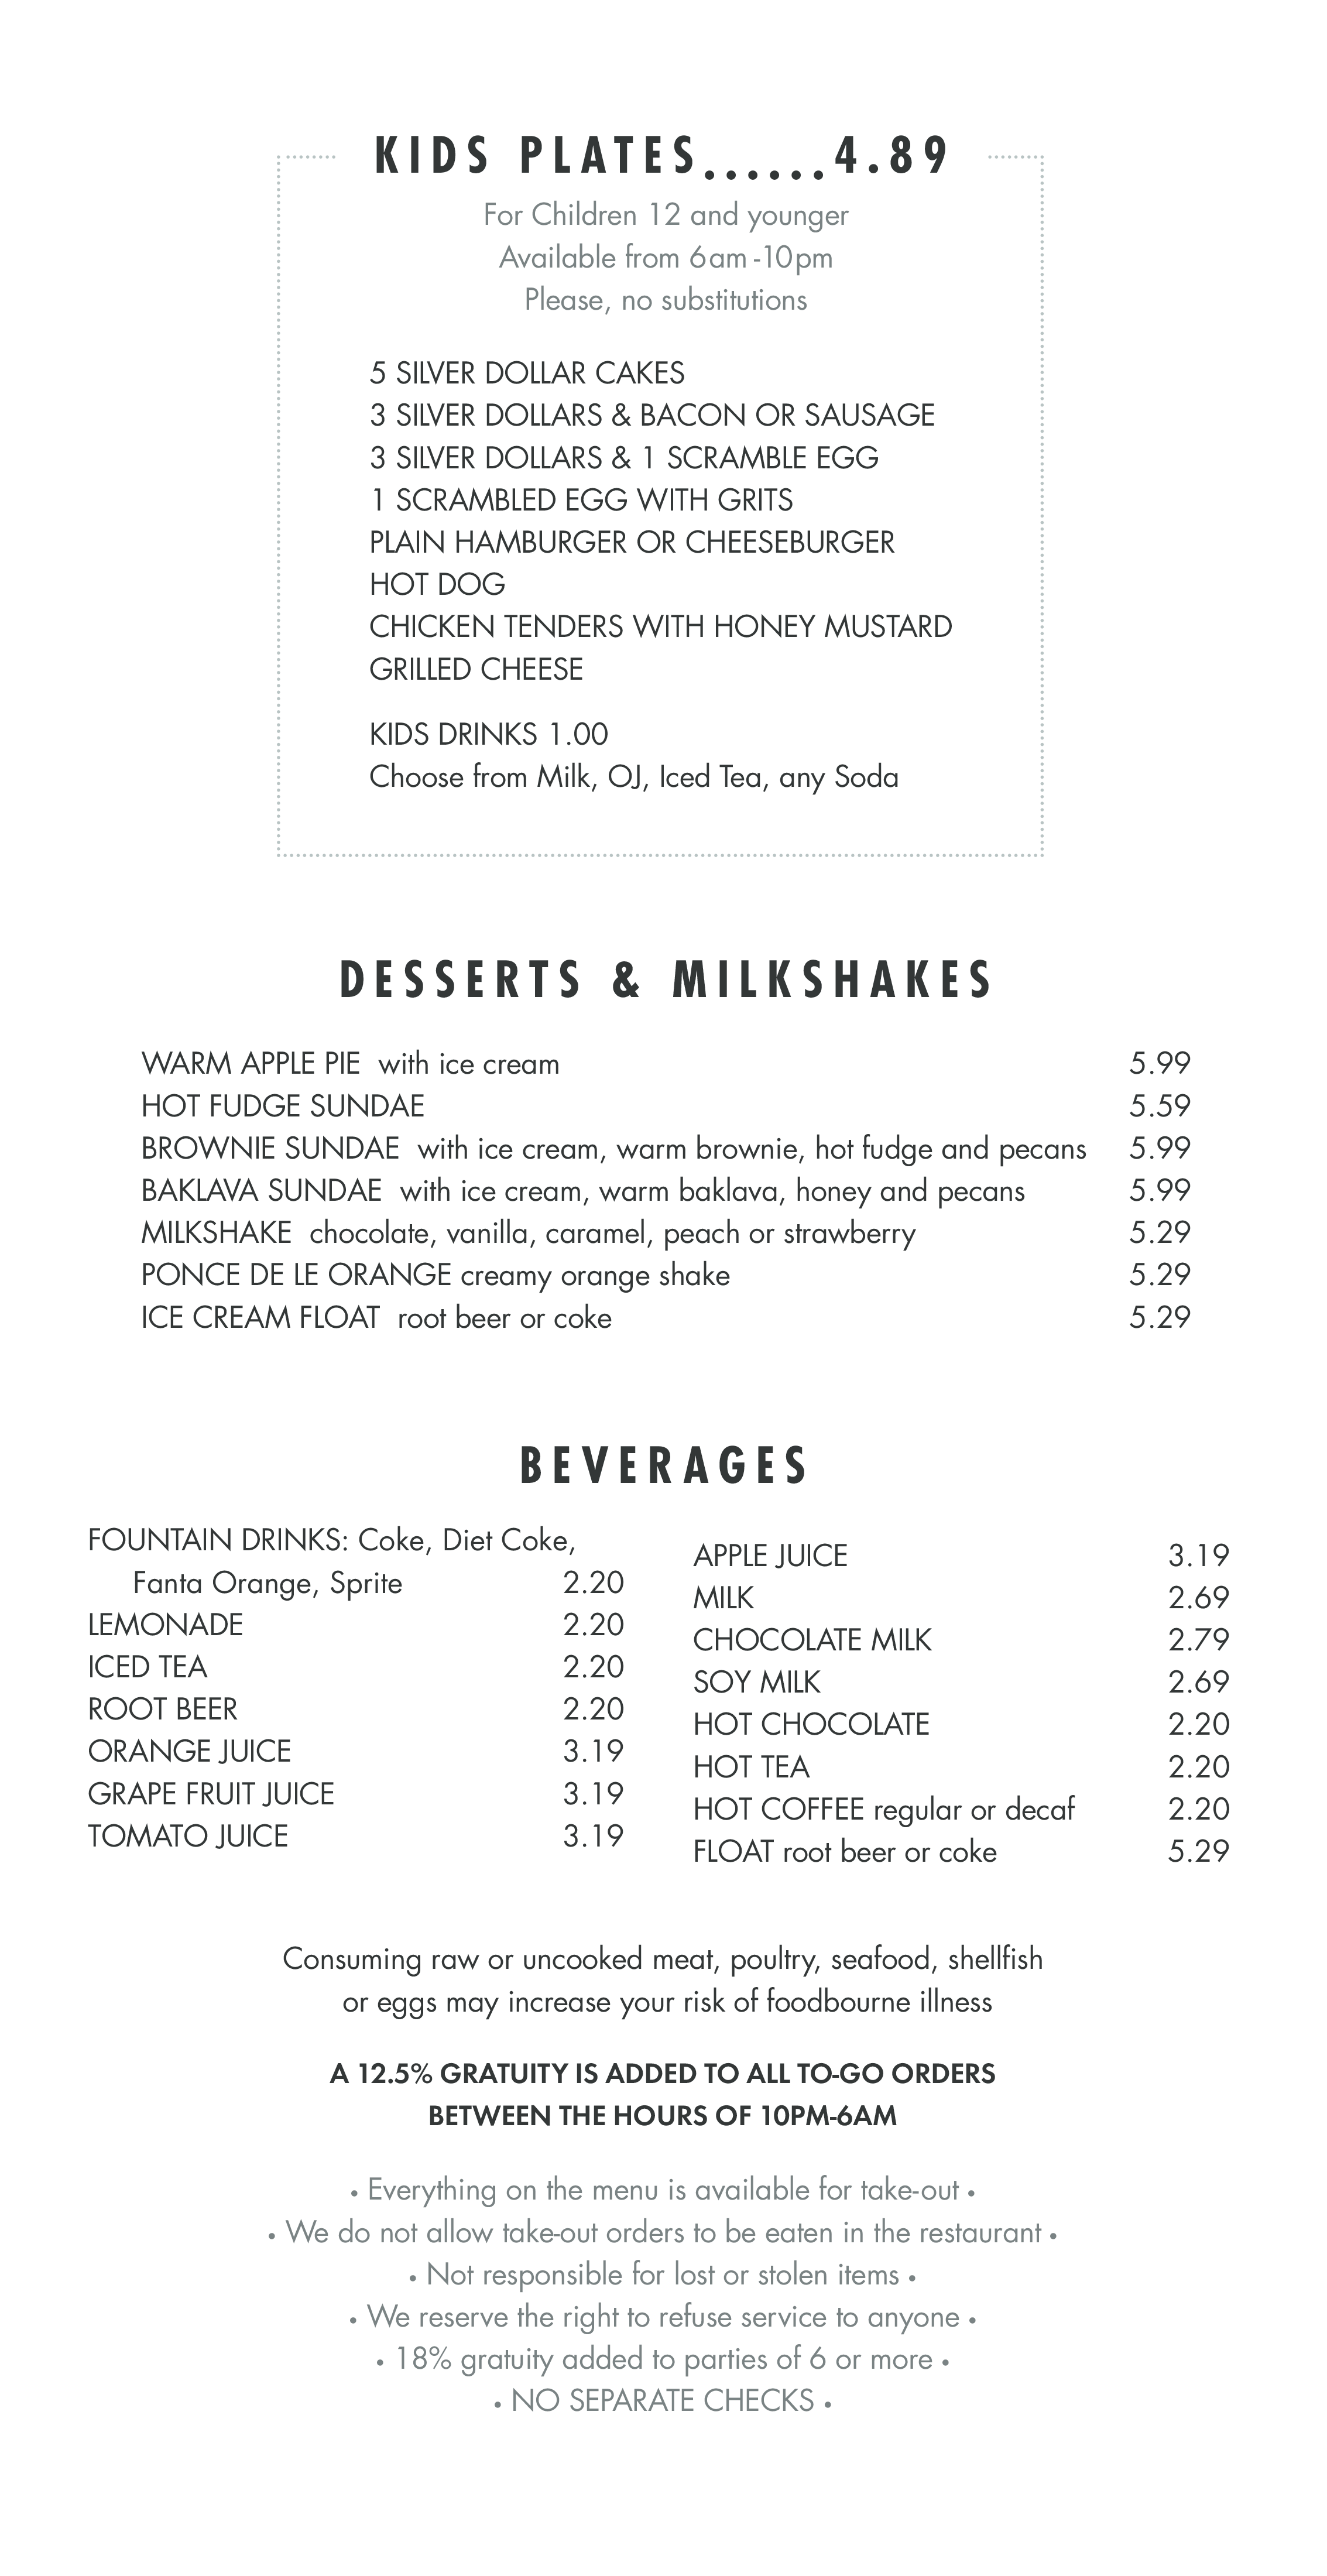 KIDS PLATES......4.89
For Children 12 and younger
Available from 6am-10pm
Please, no substitutions
5 SILVER DOLLAR CAKES
3 SILVER DOLLARS & BACON OR SAUSAGE
3 SILVER DOLLARS & 1 SCRAMBLE EGG
1 SCRAMBLED EGG WITH GRITS
PLAIN HAMBURGER OR CHEESEBURGER
HOT DOG
CHICKEN TENDERS WITH HONEY MUSTARD
GRILLED CHEESE
KIDS DRINKS 1.00
Choose from Milk, OJ, Iced Tea, any Soda
DESSERTS & MILKSHAKES
WARM APPLE PIE with ice cream 5.99
HOT FUDGE SUNDAE 5.59
BROWNIE SUNDAE with ice cream, warm brownie, hot fudge and pecans 5.99
BAKLAVA SUNDAE with ice cream, warm baklava, honey and pecans 5.99
MILKSHAKE chocolate, vanilla, caramel, peach or strawberry 5.29
PONCE DE LE ORANGE creamy orange shake 5.29
ICE CREAM FLOAT root beer or coke 5.29
BEVERAGES
FOUNTAIN DRINKS: Coke, Diet Coke,
Fanta Orange, Sprite 2.20
LEMONADE 2.20
ICED TEA 2.20
ROOT BEER 2.20
ORANGE JUICE 3.19
GRAPE FRUIT JUICE 3.19
TOMATO JUICE 3.19
APPLE JUICE 3.19
MILK 2.69
CHOCOLATE MILK 2.79
SOY MILK 2.69
HOT CHOCOLATE 2.20
HOT TEA 2.20
HOT COFFEE regular or decaf 2.20
FLOAT root beer or coke 5.29
Consuming raw or uncooked meat, poultry, seafood, shellfish
or eggs may increase your risk of foodbourne illness
A 12.5% GRATUITY IS ADDED TO ALL TO-GO ORDERS
BETWEEN THE HOURS OF 10PM-6AM
• Everything on the menu is available for take-out •
• We do not allow take-out orders to be eaten in the restaurant •
• Not responsible for lost or stolen items •
• We reserve the right to refuse service to anyone •
• 18% gratuity added to parties of 6 or more •
• NO SEPARATE CHECKS •